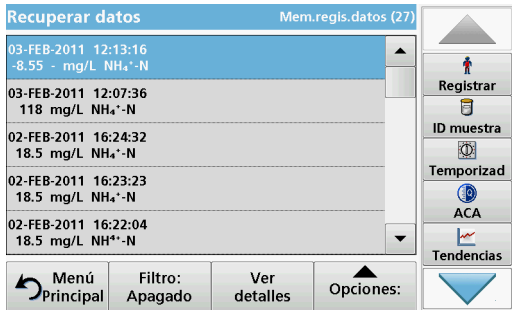 Recuperar datos
Mem.regis.datos (27)
03-FEB-2011 12:13:16
-8.55 - mg/L NH₄⁺-N
03-FEB-2011 12:07:36
118 mg/L NH₄⁺-N
02-FEB-2011 16:24:32
18.5 mg/L NH₄⁺-N
02-FEB-2011 16:23:23
18.5 mg/L NH₄⁺-N
02-FEB-2011 16:22:04
18.5 mg/L NH⁴⁺-N
Menú
Principal
Filtro:
Apagado
Ver
detalles
Opciones:
Registrar
ID muestra
Temporizad
ACA
Tendencias